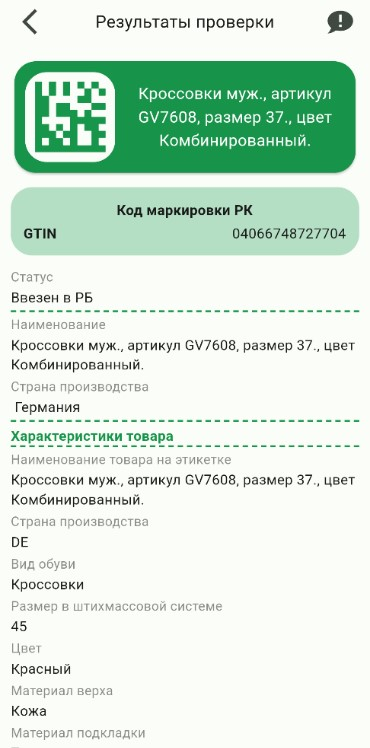 Результаты проверки
Кроссовки муж., артикул
GV7608, размер 37., цвет
Комбинированный.
Код маркировки РК
GTIN 04066748727704
Статус
Ввезен в РБ
Наименование
Кроссовки муж., артикул GV7608, размер 37., цвет
Комбинированный.
Страна производства
Германия
Характеристики товара
Наименование товара на этикетке
Кроссовки муж., артикул GV7608, размер 37., цвет
Комбинированный.
Страна производства
DE
Вид обуви
Кроссовки
Размер в штихмассовой системе
45
Цвет
Красный
Материал верха
Кожа
Материал подкладки